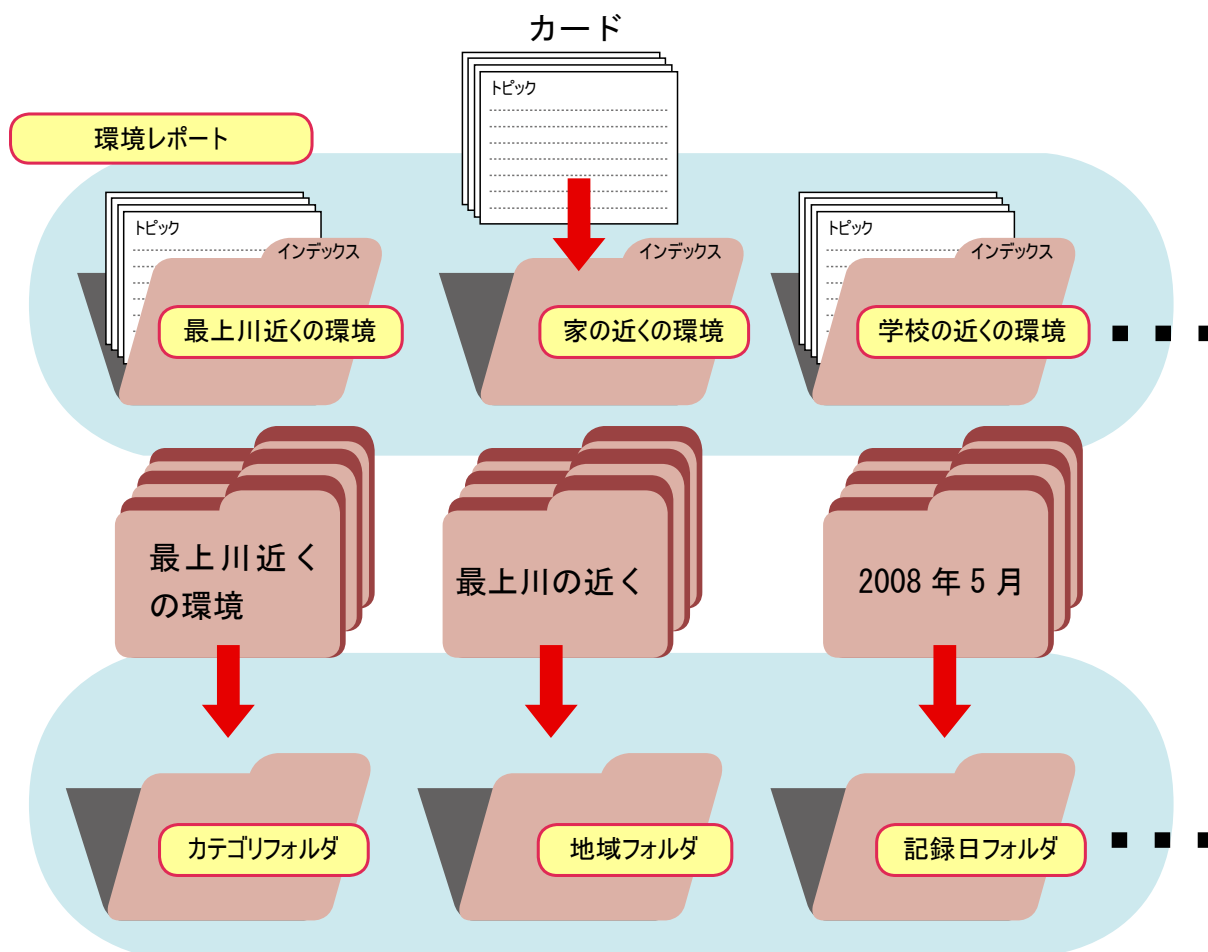 カード
トピック
環境レポート
トピック
インデックス
インデックス
トピック
インデックス
最上川近くの環境
家の近くの環境
学校の近くの環境
最上川近く
の環境
最上川の近く
2008年5月
カテゴリフォルダ
地域フォルダ
記録日フォルダ